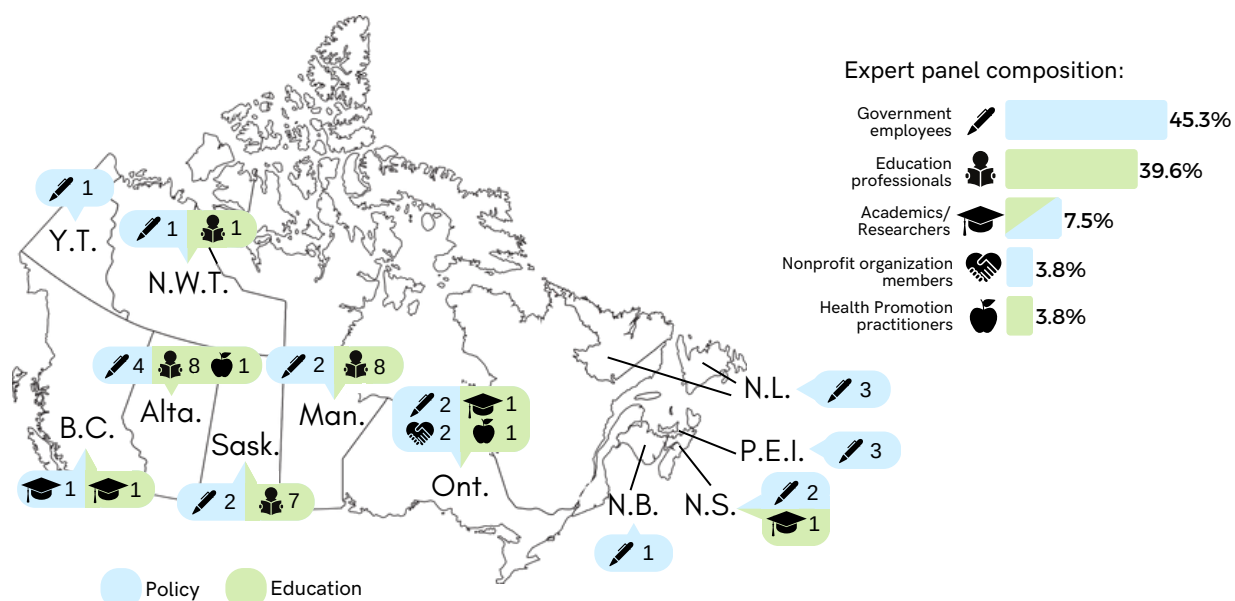 Expert panel composition:
Government
employees
45.3%
Education
professionals
39.6%
Academics/
Researchers
7.5%
Nonprofit organization
members
3.8%
Health Promotion
practitioners
3.8%
1
Y.T.
1 1
N.W.T.
4 8 1
Alta.
2 8
Man.
2 1
2 1
Ont.
B.C.
1 1
Sask.
2 7
N.L.
3
P.E.I.
3
N.B.
1
N.S.
2
1
Policy Education